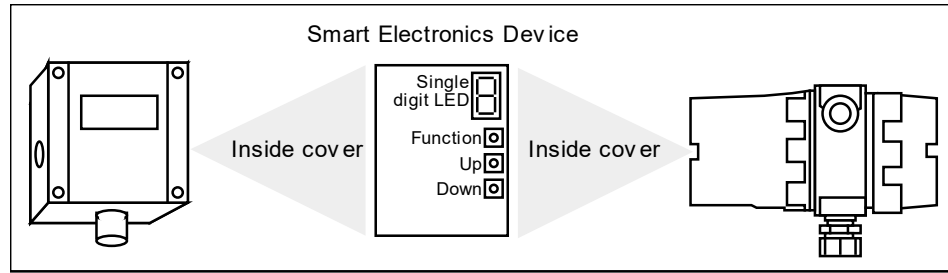 Smart Electronics Device
Single
digit LED
Function
Up
Down
Inside cover
Inside cover